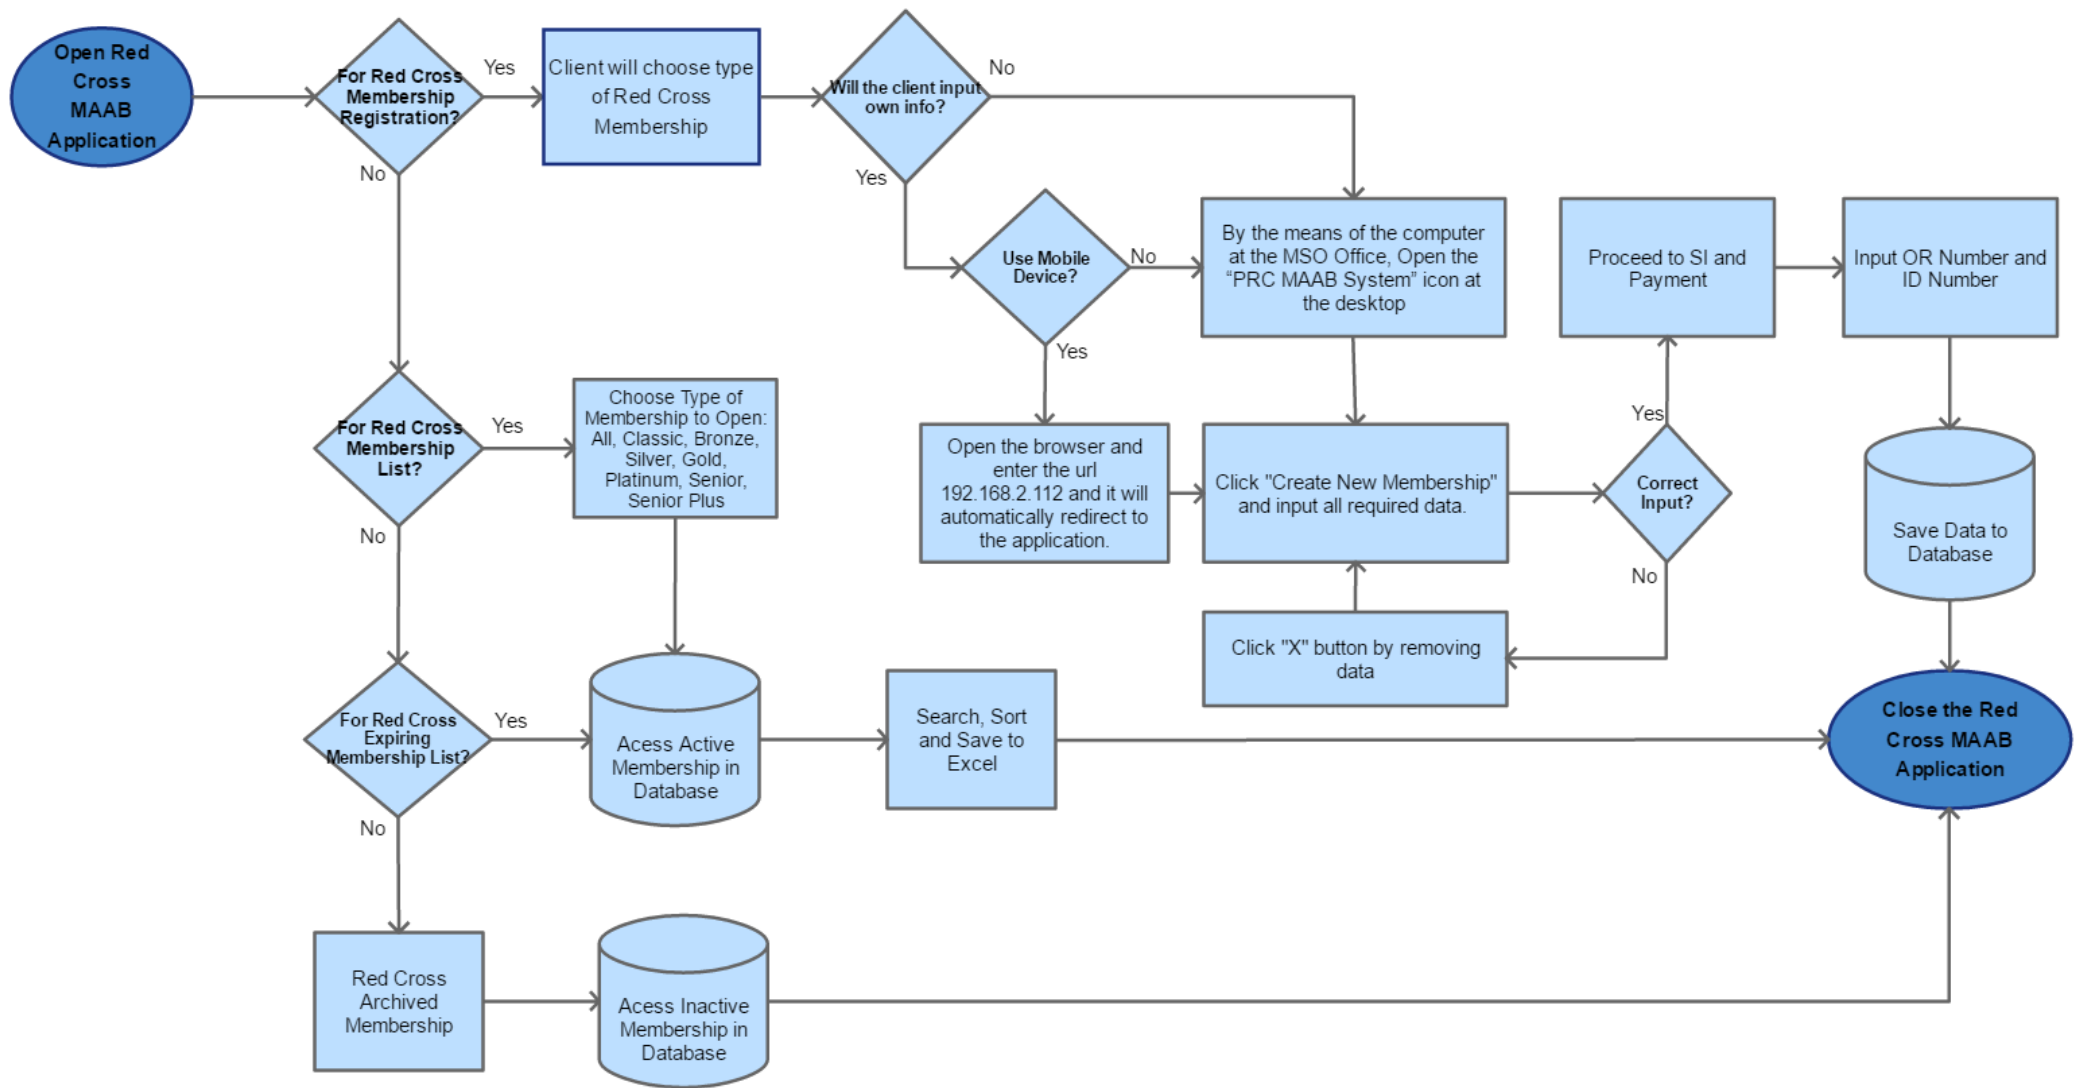 Open Red
Cross
MAAB
Application
For Red Cross
Membership
Registration?
Yes
No
Client will choose type
of Red Cross
Membership
Will the client input
own info?
No
Yes
Use Mobile
Device?
No
Yes
By the means of the computer
at the MSO Office, Open the
“PRC MAAB System” icon at
the desktop
Proceed to SI and
Payment
Input OR Number and
ID Number
For Red Cross
Membership
List?
Yes
No
Choose Type of
Membership to Open:
All, Classic, Bronze,
Silver, Gold,
Platinum, Senior,
Senior Plus
Open the browser and
enter the url
192.168.2.112 and it will
automatically redirect to
the application.
Click "Create New Membership"
and input all required data.
Yes
Correct
Input?
No
Save Data to
Database
Click "X" button by removing
data
For Red Cross
Expiring
Membership List?
Yes
No
Acess Active
Membership in
Database
Search, Sort
and Save to
Excel
Close the Red
Cross MAAB
Application
Red Cross
Archived
Membership
Acess Inactive
Membership in
Database